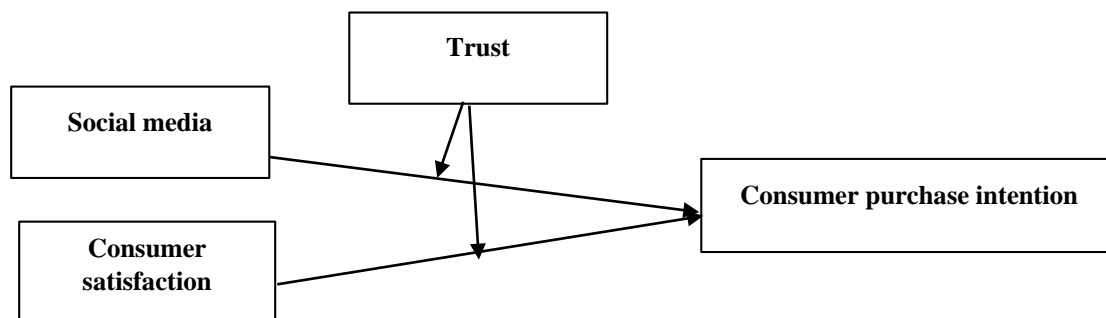 Trust
Social media
Consumer purchase intention
Consumer
satisfaction